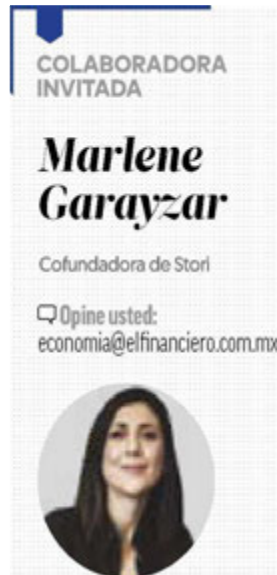 COLABORADORA
INVITADA
Marlene
Garayzar
Cofundadora de Stori
Opine usted:
economia@elfinanciero.com.mx